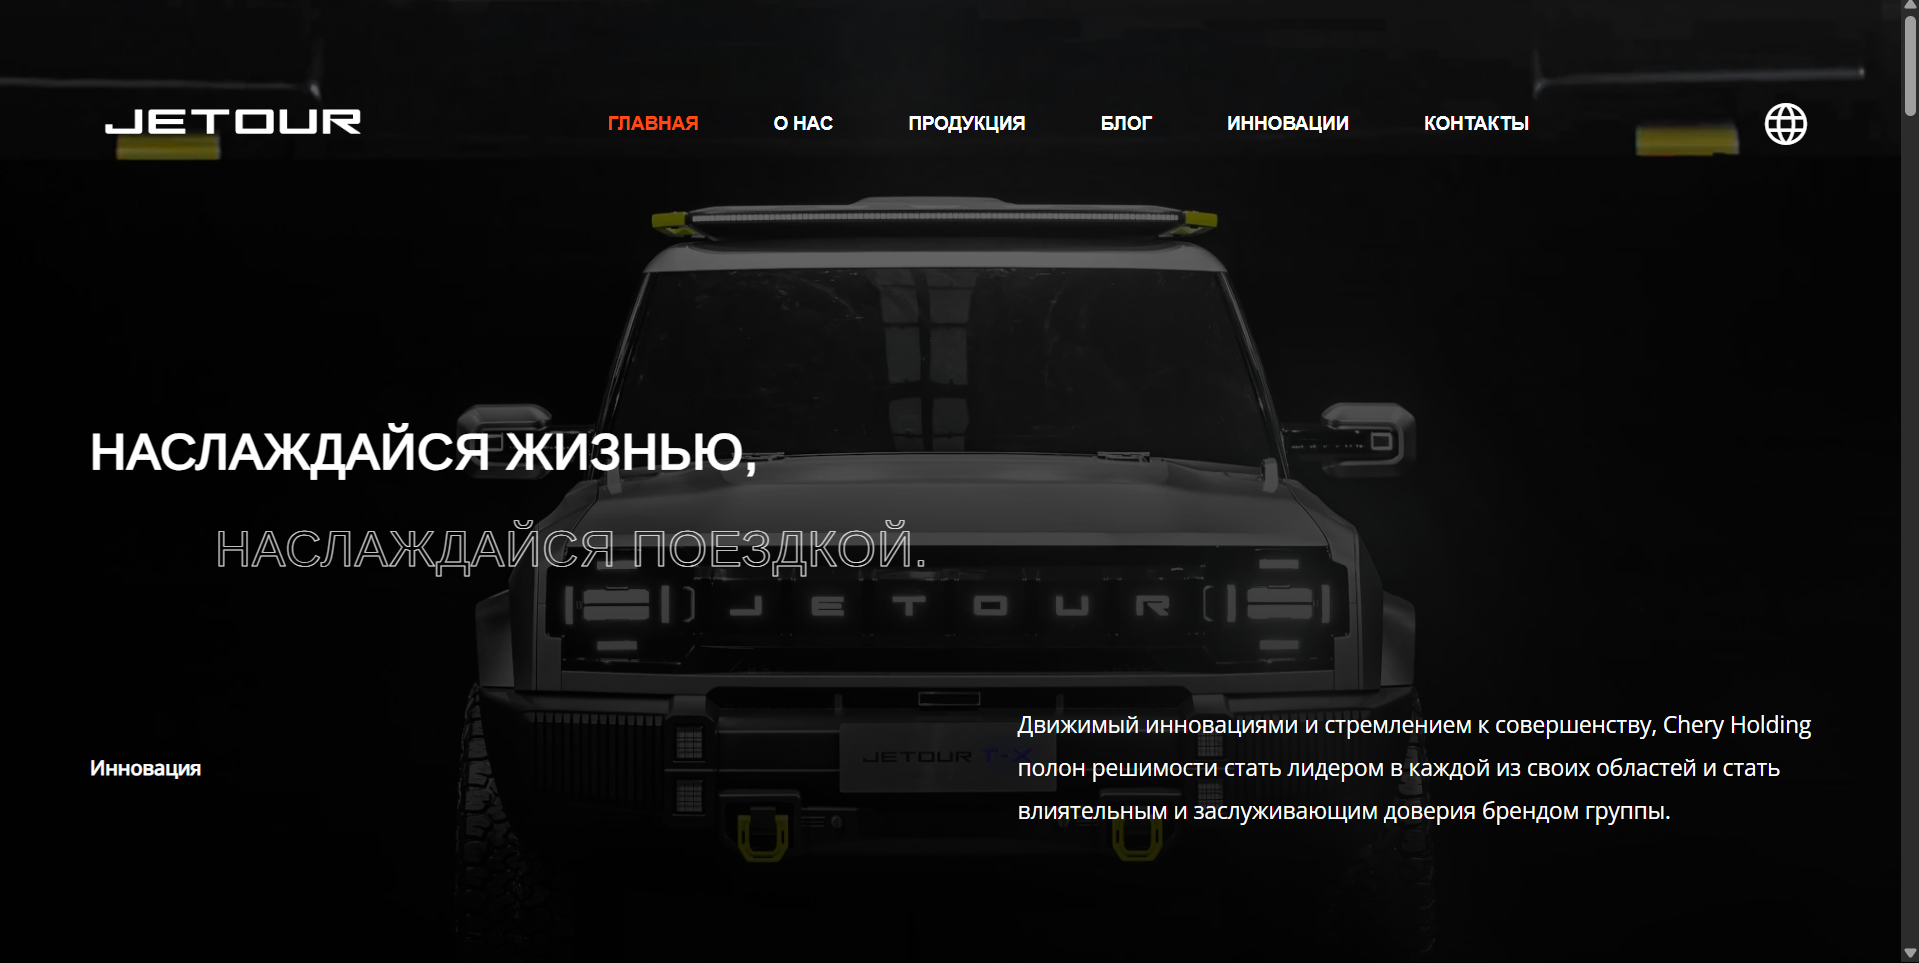 JETOUR
ГЛАВНАЯ
О НАС
ПРОДУКЦИЯ
БЛОГ
ИННОВАЦИИ
КОНТАКТЫ
НАСЛАЖДАЙСЯ ЖИЗНЬЮ,
НАСЛАЖДАЙСЯ ПОЕЗДКОЙ.
JETOUR
JETOUR T-X
Инновация
Движимый инновациями и стремлением к совершенству, Chery Holding
полон решимости стать лидером в каждой из своих областей и стать
влиятельным и заслуживающим доверия брендом группы.